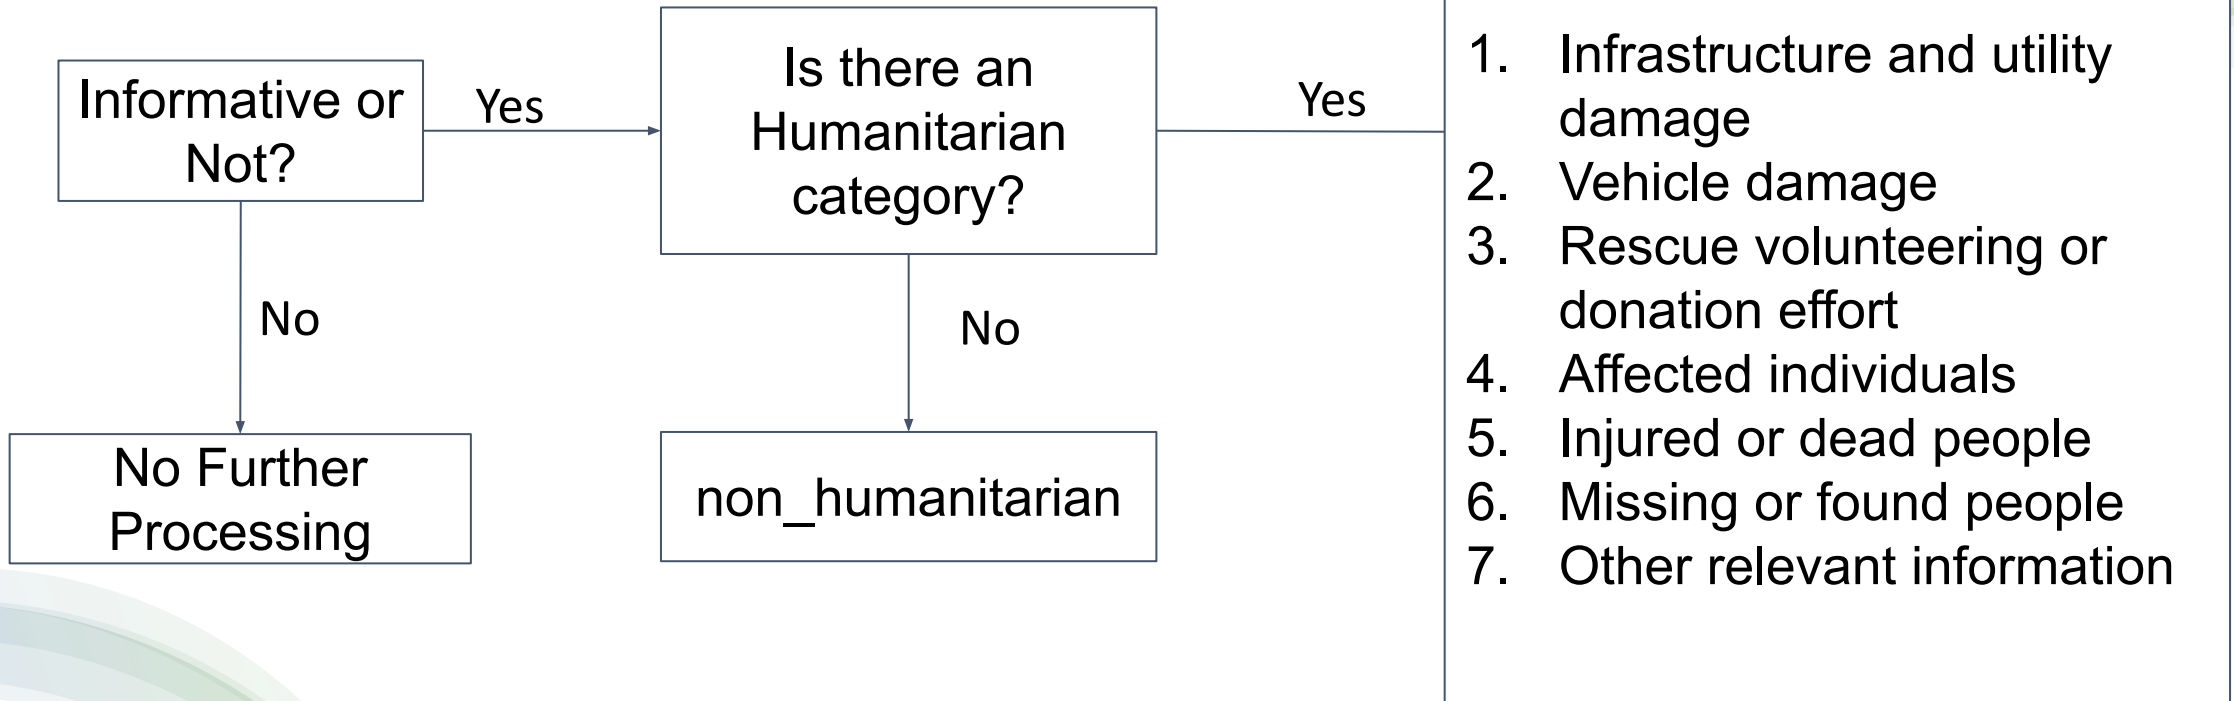 Informative or
Not?
Yes
No
No Further
Processing
Is there an
Humanitarian
category?
Yes
No
non_humanitarian
1. Infrastructure and utility
damage
2. Vehicle damage
3. Rescue volunteering or
donation effort
4. Affected individuals
5. Injured or dead people
6. Missing or found people
7. Other relevant information